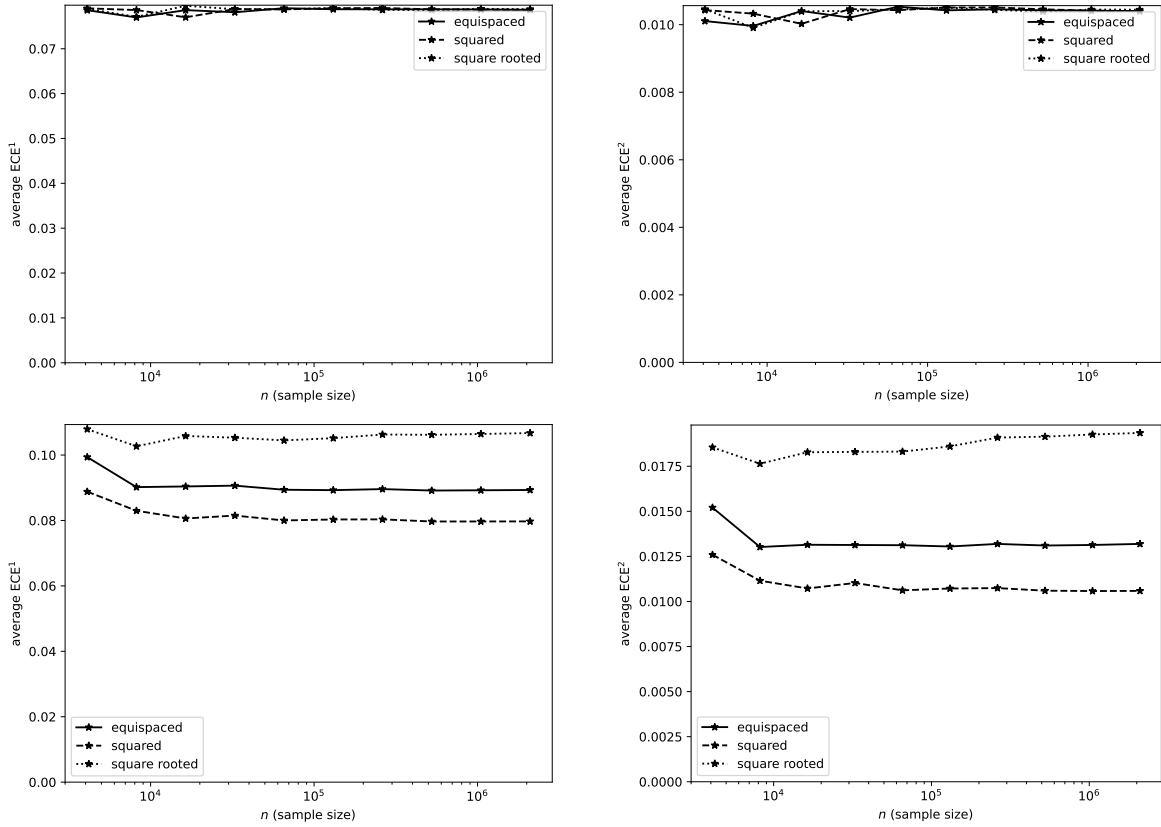 0.07
0.06
0.05
0.04
0.03
0.02
0.01
0.00
average ECE¹
10⁴
10⁵
10⁶
n (sample size)
equispaced
squared
square rooted
0.010
0.008
0.006
0.004
0.002
0.000
average ECE²
10⁴
10⁵
10⁶
n (sample size)
equispaced
squared
square rooted
0.10
0.08
0.06
0.04
0.02
0.00
average ECE¹
10⁴
10⁵
10⁶
n (sample size)
equispaced
squared
square rooted
0.0175
0.0150
0.0125
0.0100
0.0075
0.0050
0.0025
0.0000
average ECE²
10⁴
10⁵
10⁶
n (sample size)
equispaced
squared
square rooted